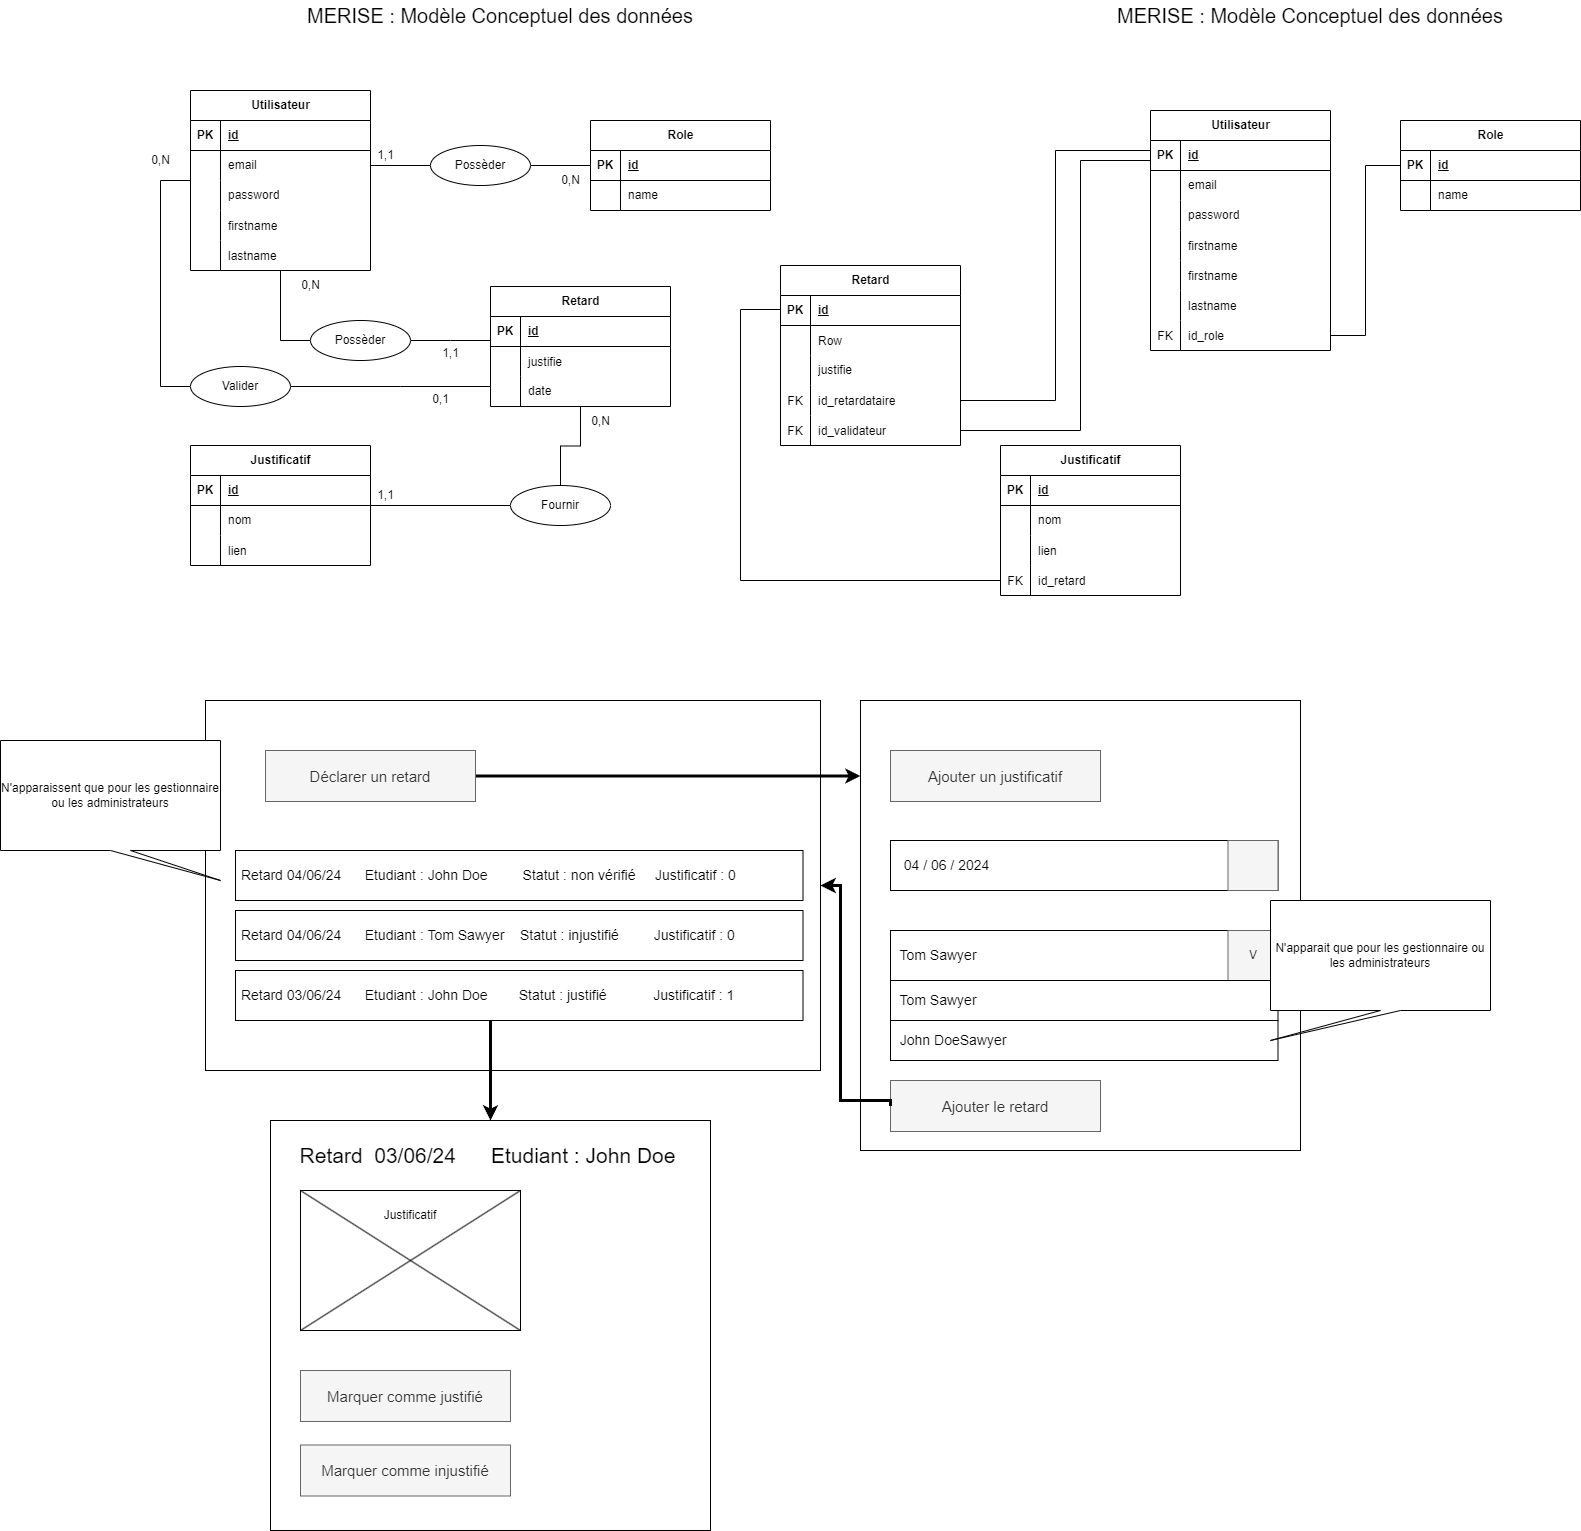 MERISE : Modèle Conceptuel des données
MERISE : Modèle Conceptuel des données
Utilisateur
PK id
email
password
firstname
lastname
0,N
1,1
Possèder
0,N
Role
PK id
name
0,N
Possèder
1,1
Valider
0,1
Retard
PK id
justifie
date
0,N
Justificatif
PK id
nom
lien
1,1
Fournir
Utilisateur
PK id
email
password
firstname
firstname
lastname
FK id_role
Role
PK id
name
Retard
PK id
Row
justifie
FK id_retardataire
FK id_validateur
Justificatif
PK id
nom
lien
FK id_retard
N'apparaissent que pour les gestionnaire
ou les administrateurs
Déclarer un retard
Retard 04/06/24 Etudiant : John Doe Statut : non vérifié Justificatif : 0
Retard 04/06/24 Etudiant : Tom Sawyer Statut : injustifié Justificatif : 0
Retard 03/06/24 Etudiant : John Doe Statut : justifié Justificatif : 1
Ajouter un justificatif
04 / 06 / 2024
Tom Sawyer V
Tom Sawyer
John DoeSawyer
N'apparait que pour les gestionnaire ou
les administrateurs
Ajouter le retard
Retard 03/06/24 Etudiant : John Doe
Justificatif
Marquer comme justifié
Marquer comme injustifié